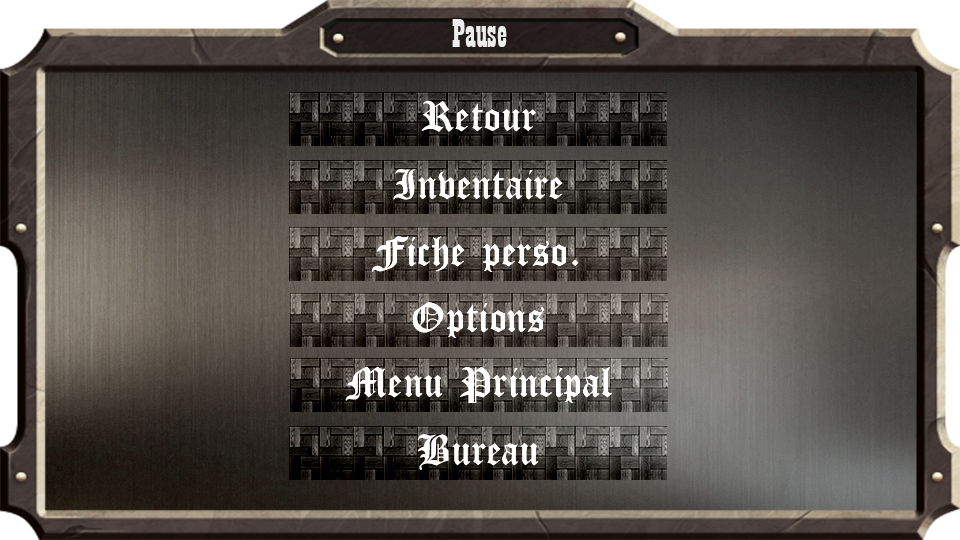 Pause
Retour
Inventaire
Fiche perso.
Options
Menu Principal
Bureau